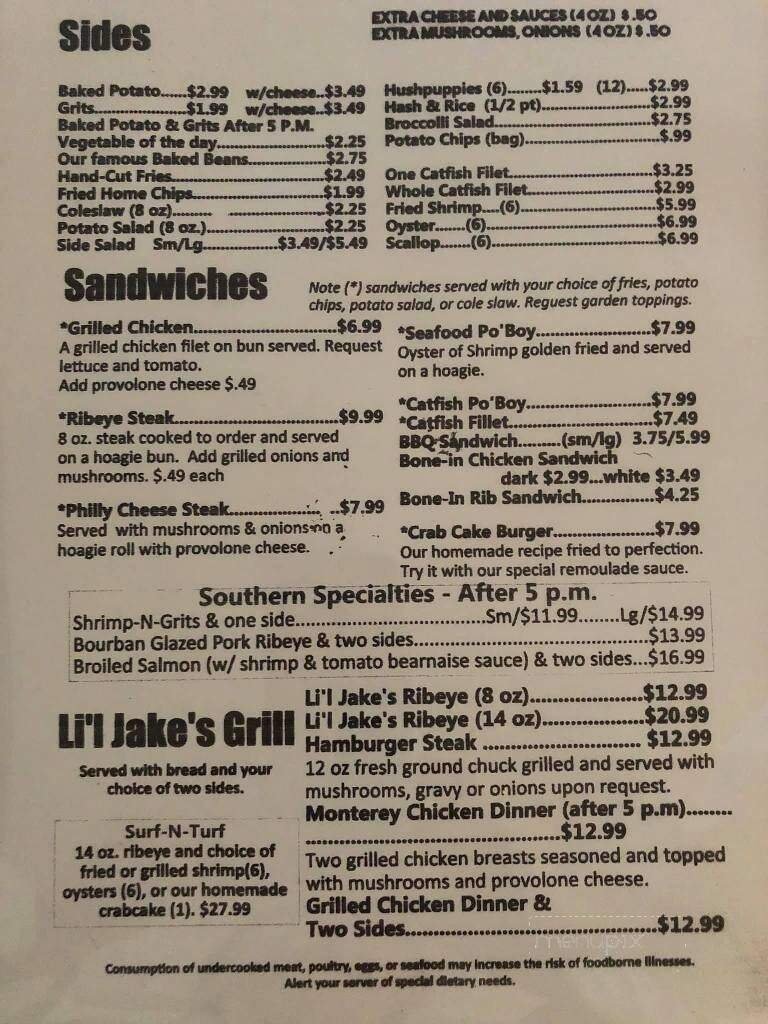 Sides
EXTRA CHEESE AND SAUCES (4 OZ) $.50
EXTRA MUSHROOMS, ONIONS (4 OZ) $.50
Baked Potato......$2.99 w/cheese..$3.49
Grits.................$1.99 w/cheese..$3.49
Baked Potato & Grits After 5 P.M.
Vegetable of the day....................$2.25
Our famous Baked Beans..............$2.75
Hand-Cut Fries............................$2.49
Fried Home Chips........................$1.99
Coleslaw (8 oz)......... ....................$2.25
Potato Salad (8 oz.)......................$2.25
Side Salad Sm/Lg...............$3.49/$5.49
Hushpuppies (6)........$1.59 (12).....$2.99
Hash & Rice (1/2 pt)......................$2.99
Broccolli Salad...............................$2.75
Potato Chips (bag)...........................$.99
One Catfish Filet.............................$3.25
Whole Catfish Filet.........................$2.99
Fried Shrimp....(6)..........................$5.99
Oyster.......(6)..................................$6.99
Scallop.......(6).................................$6.99
Sandwiches
Note (*) sandwiches served with your choice of fries, potato
chips, potato salad, or cole slaw. Reguest garden toppings.
*Grilled Chicken.......................$6.99
A grilled chicken filet on bun served. Request
lettuce and tomato.
Add provolone cheese $.49
*Ribeye Steak..........................$9.99
8 oz. steak cooked to order and served
on a hoagie bun. Add grilled onions and
mushrooms. $.49 each
*Philly Cheese Steak................. ..$7.99
Served with mushrooms & onions on a
hoagie roll with provolone cheese.
*Seafood Po'Boy...................$7.99
Oyster of Shrimp golden fried and served
on a hoagie.
*Catfish Po'Boy.....................$7.99
*Catfish Fillet........................$7.49
BBQ Sandwich.........(sm/lg) 3.75/5.99
Bone-in Chicken Sandwich
dark $2.99...white $3.49
Bone-In Rib Sandwich............$4.25
*Crab Cake Burger.................$7.99
Our homemade recipe fried to perfection.
Try it with our special remoulade sauce.
Southern Specialties - After 5 p.m.
Shrimp-N-Grits & one side.........................Sm/$11.99........Lg/$14.99
Bourban Glazed Pork Ribeye & two sides................................$13.99
Broiled Salmon (w/ shrimp & tomato bearnaise sauce) & two sides...$16.99
Li'l Jake's Grill
Served with bread and your
choice of two sides.
Surf-N-Turf
14 oz. ribeye and choice of
fried or grilled shrimp(6),
oysters (6), or our homemade
crabcake (1). $27.99
Li'l Jake's Ribeye (8 oz)................$12.99
Li'l Jake's Ribeye (14 oz)..............$20.99
Hamburger Steak ...................... $12.99
12 oz fresh ground chuck grilled and served with
mushrooms, gravy or onions upon request.
Monterey Chicken Dinner (after 5 p.m)........
....................................$12.99
Two grilled chicken breasts seasoned and topped
with mushrooms and provolone cheese.
Grilled Chicken Dinner &
Two Sides....................................$12.99
menupix
Consumption of undercooked meat, poultry, eggs, or seafood may increase the risk of foodborne illnesses.
Alert your server of special dietary needs.